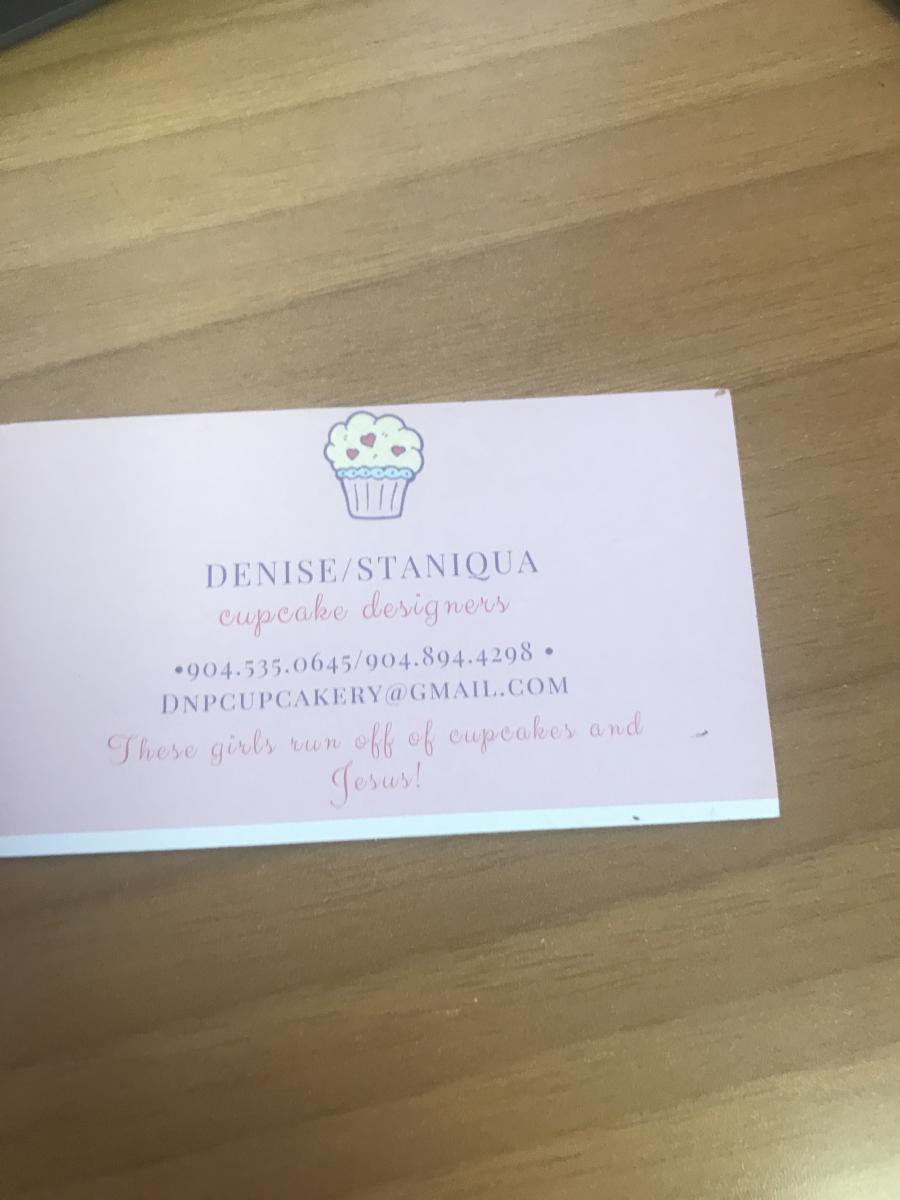 DENISE/STANIQUA
cupcake designers
•904.535.0645/904.894.4298 •
DNPCUPCAKERY@GMAIL.COM
These girls run off of cupcakes and
Jesus!